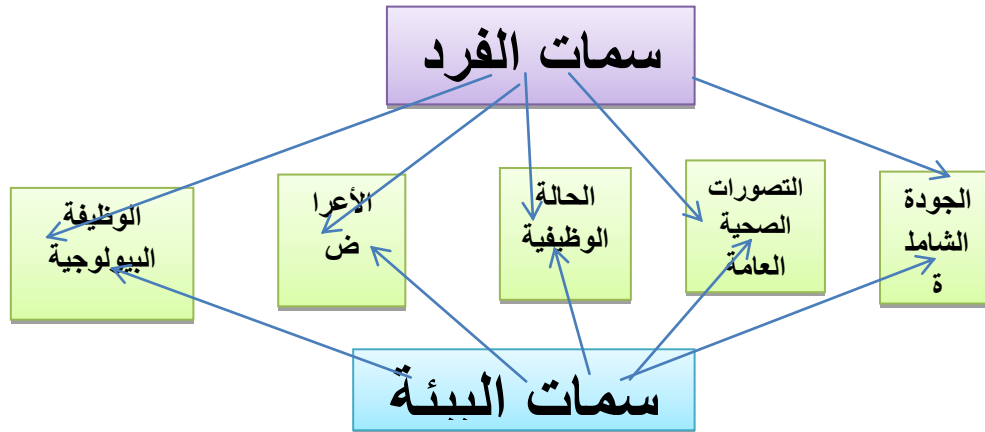 سمات الفرد
الجودة
الشامل
ة
التصورات
الصحية
العامة
الحالة
الوظيفية
الأعرا
ض
الوظيفة
البيولوجية
سمات البيئة